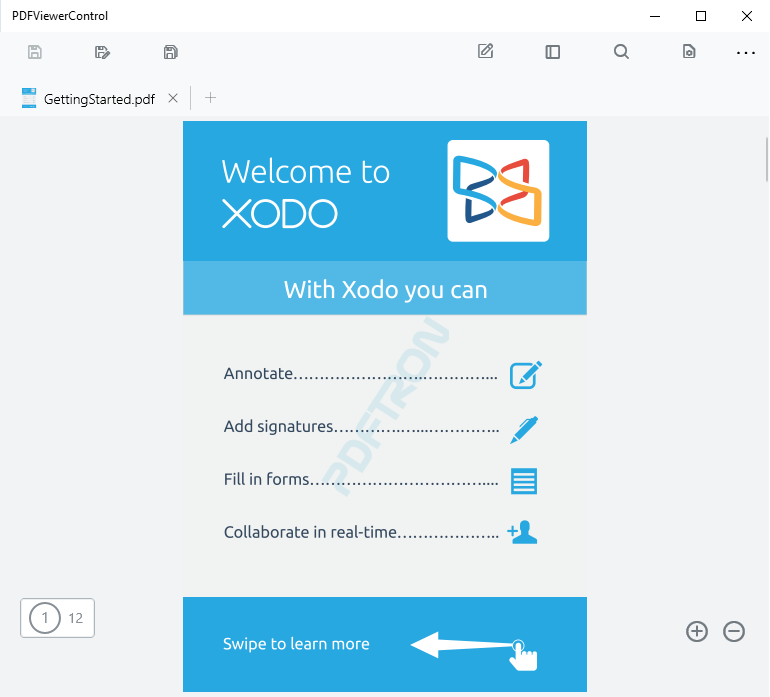 PDFViewerControl
GettingStarted.pdf
Welcome to
XODO
With Xodo you can
PDFTRON
Annotate……………………..…………...
Add signatures…………..…...…………..
Fill in forms……………………………....
Collaborate in real-time………………..
1 12
Swipe to learn more